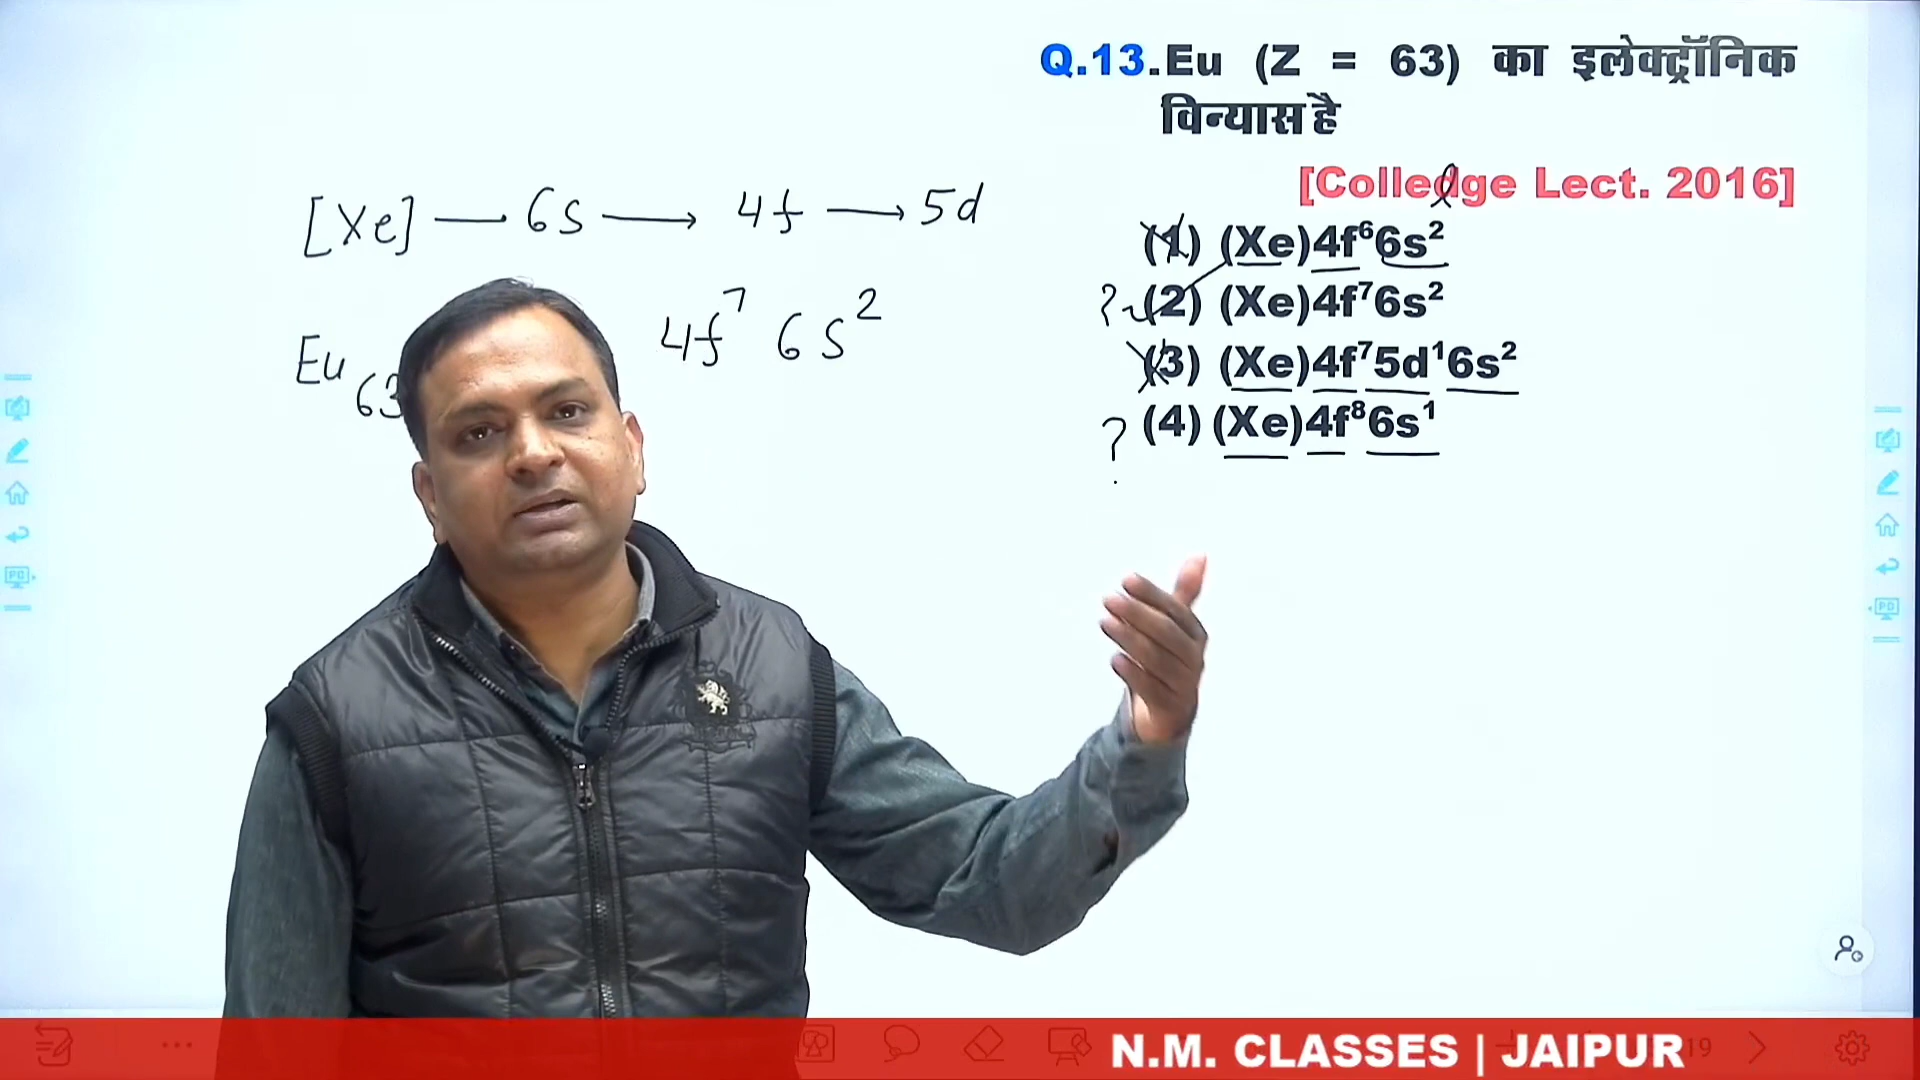 Q.13.Eu (Z = 63) का इलेक्ट्रॉनिक
विन्यास है
[Colledge Lect. 2016]
(1) (Xe)4f⁶6s²
? (2) (Xe)4f⁷6s²
(3) (Xe)4f⁷5d¹6s²
? (4) (Xe)4f⁸6s¹
[Xe] — 6s → 4f → 5d
Eu 63 4f⁷ 6s²
N.M. CLASSES | JAIPUR
19